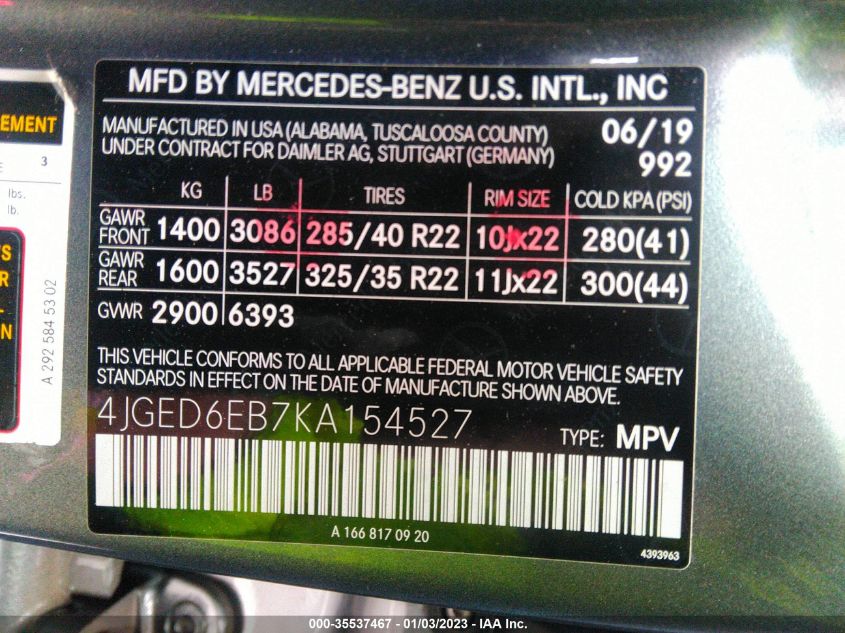 MFD BY MERCEDES-BENZ U.S. INTL., INC
MANUFACTURED IN USA (ALABAMA, TUSCALOOSA COUNTY) 06/19
UNDER CONTRACT FOR DAIMLER AG, STUTTGART (GERMANY) 992
KG LB TIRES RIM SIZE COLD KPA (PSI)
GAWR FRONT 1400 3086 285/40 R22 10Jx22 280(41)
GAWR REAR 1600 3527 325/35 R22 11Jx22 300(44)
GVWR 2900 6393
THIS VEHICLE CONFORMS TO ALL APPLICABLE FEDERAL MOTOR VEHICLE SAFETY
STANDARDS IN EFFECT ON THE DATE OF MANUFACTURE SHOWN ABOVE.
4JGED6EB7KA154527 TYPE: MPV
A 166 817 09 20
4393963
EMENT
3
lbs.
lb.
A 292 584 53 02
000-35537467 - 01/03/2023 - IAA Inc.